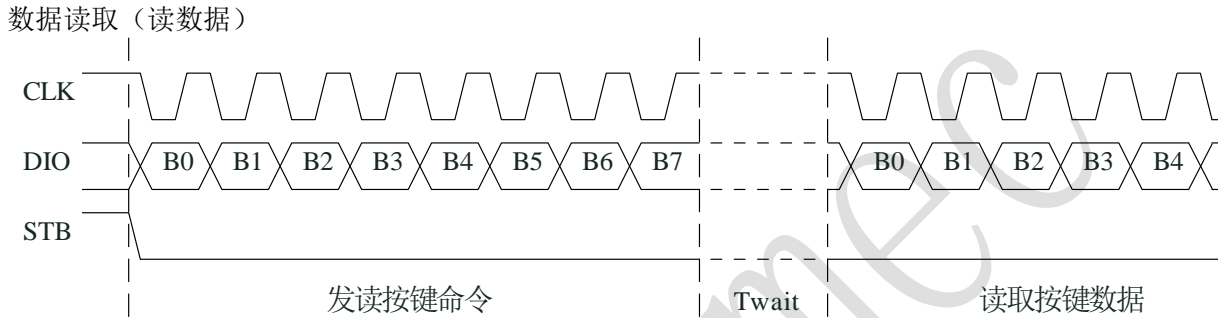 数据读取（读数据）
CLK
DIO B0 B1 B2 B3 B4 B5 B6 B7 B0 B1 B2 B3 B4
STB
发读按键命令 Twait 读取按键数据